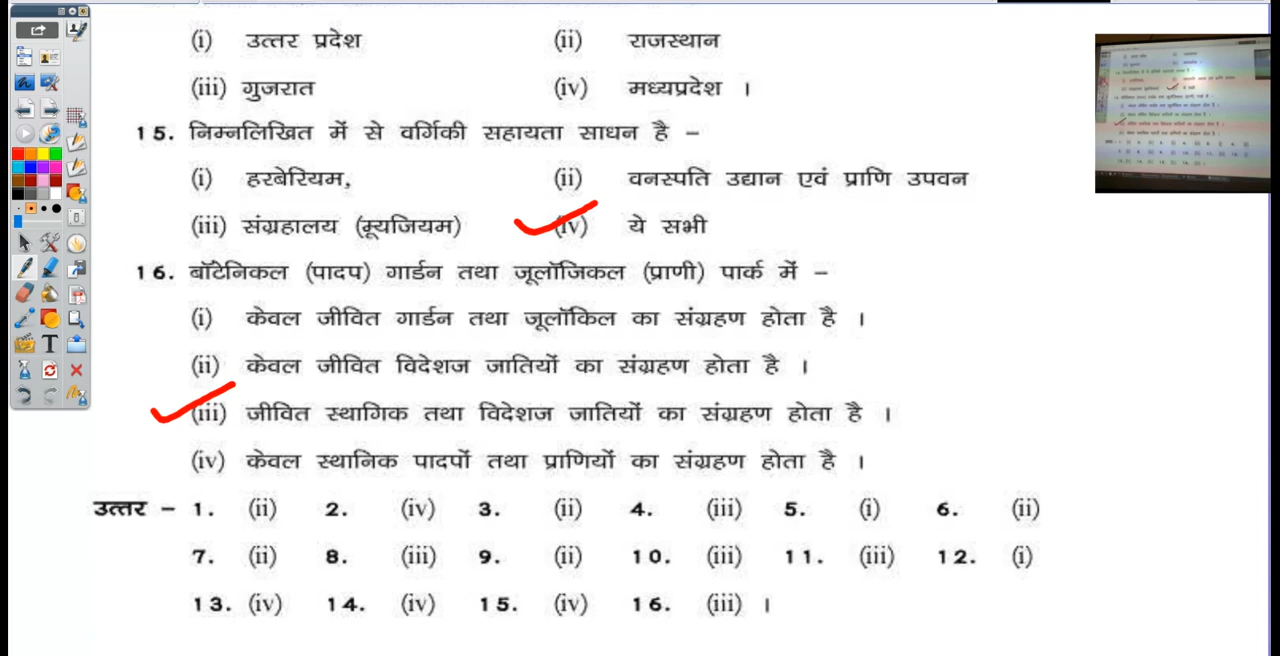 (i) उत्तर प्रदेश (ii) राजस्थान
(iii) गुजरात (iv) मध्यप्रदेश ।
15. निम्नलिखित में से वर्गिकी सहायता साधन है –
(i) हरबेरियम, (ii) वनस्पति उद्यान एवं प्राणि उपवन
(iii) संग्रहालय (म्यूजियम) (iv) ये सभी
16. बॉटेनिकल (पादप) गार्डन तथा जूलॉजिकल (प्राणी) पार्क में –
(i) केवल जीवित गार्डन तथा जूलॉकिल का संग्रहण होता है ।
(ii) केवल जीवित विदेशज जातियों का संग्रहण होता है ।
(iii) जीवित स्थागिक तथा विदेशज जातियों का संग्रहण होता है ।
(iv) केवल स्थानिक पादपों तथा प्राणियों का संग्रहण होता है ।
उत्तर – 1. (ii) 2. (iv) 3. (ii) 4. (iii) 5. (i) 6. (ii)
7. (ii) 8. (iii) 9. (ii) 10. (iii) 11. (iii) 12. (i)
13. (iv) 14. (iv) 15. (iv) 16. (iii) ।